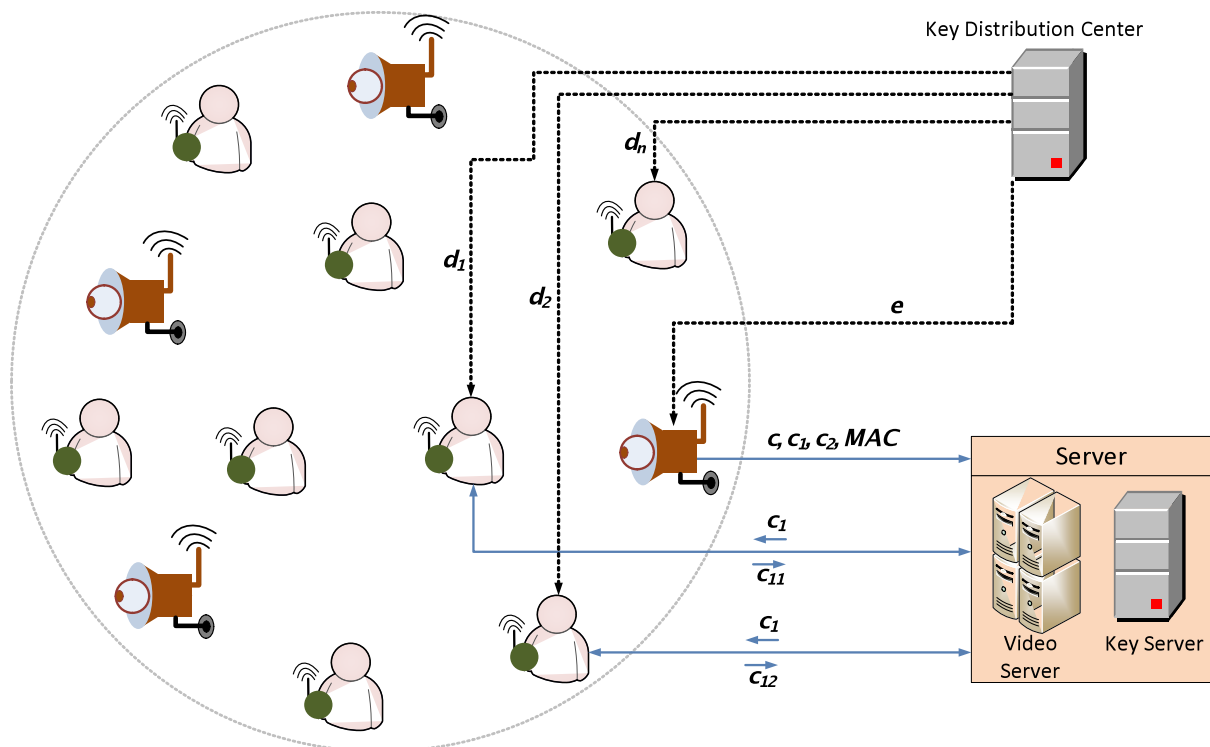 Key Distribution Center
dn
d1
d2
e
c, c1, c2, MAC
Server
c1
c11
c1
c12
Video
Server
Key Server